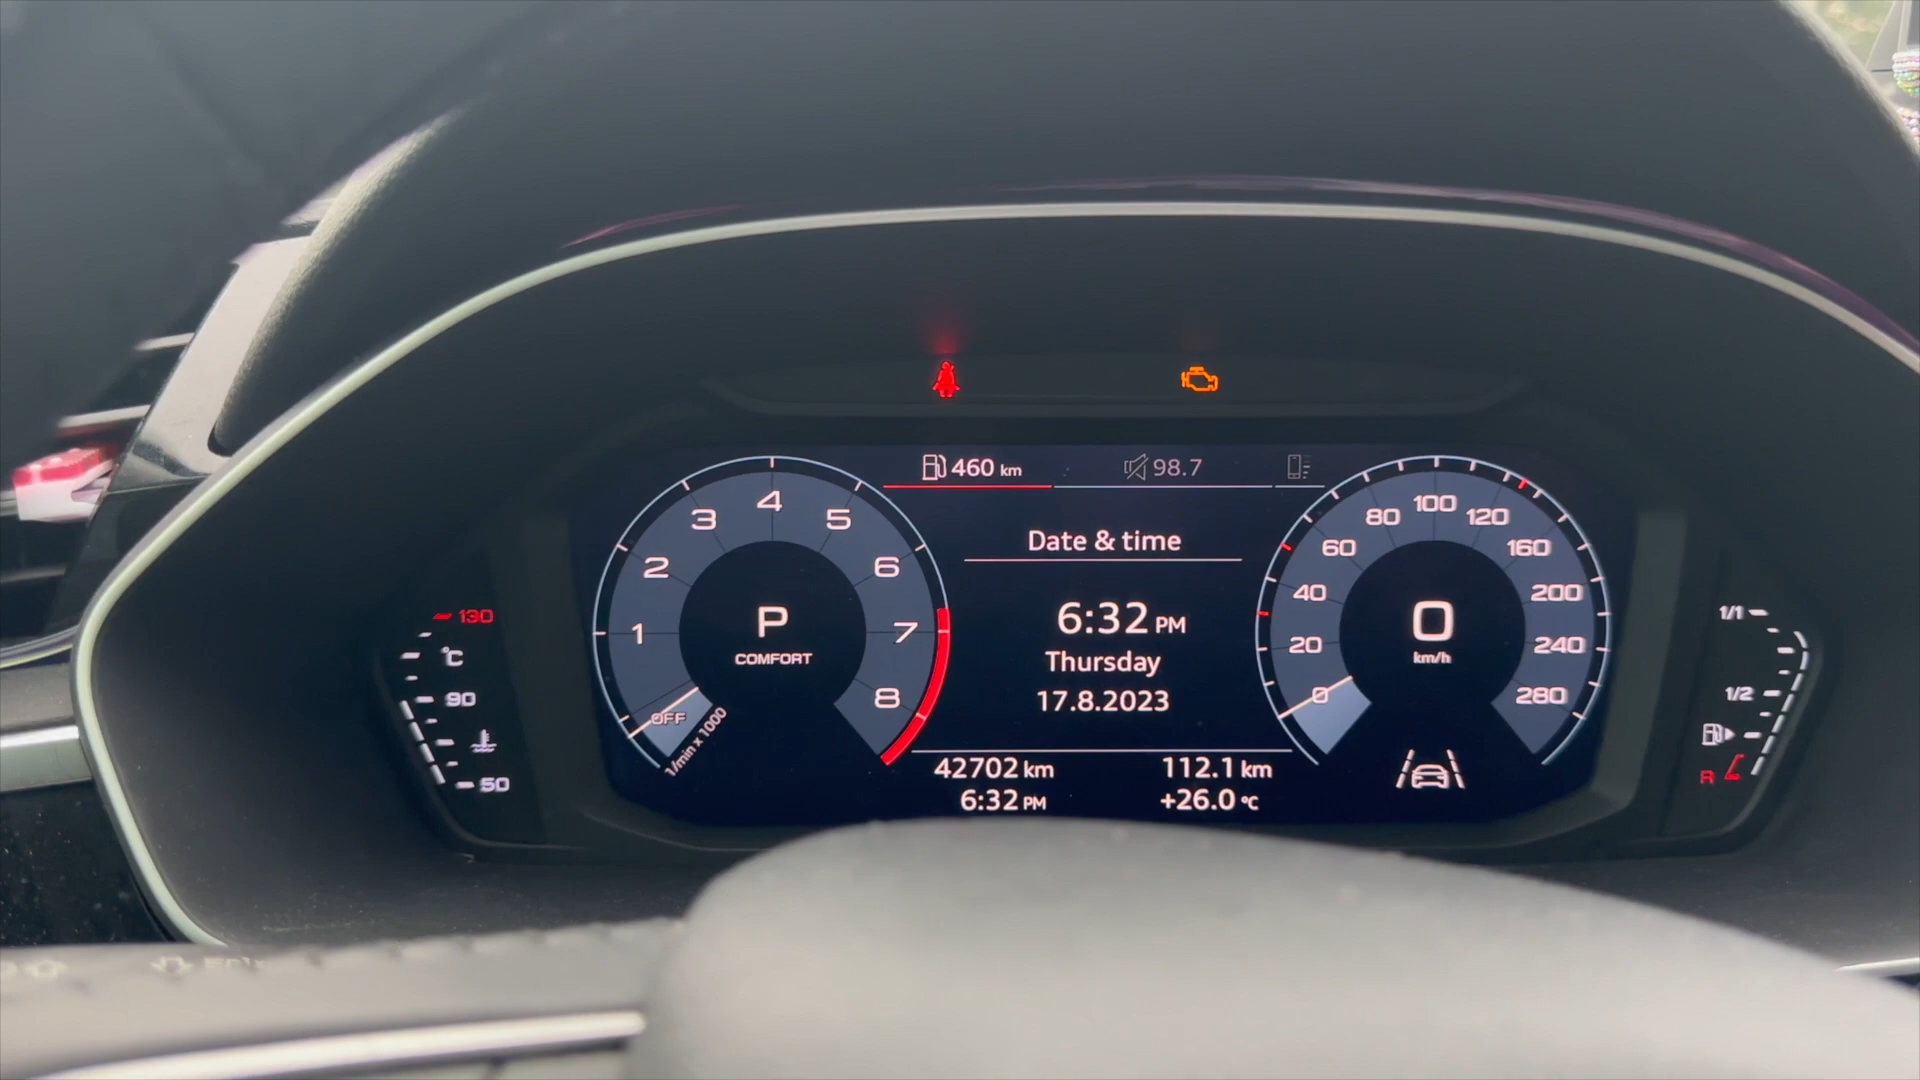 460 km
98.7
Date & time
6:32 PM
Thursday
17.8.2023
42702 km
112.1 km
6:32 PM
+26.0 °C
1
2
3
4
5
6
7
8
P
COMFORT
OFF
1/min x 1000
0
20
40
60
80
100
120
160
200
240
280
0
km/h
130
°C
90
50
1/1
1/2
R